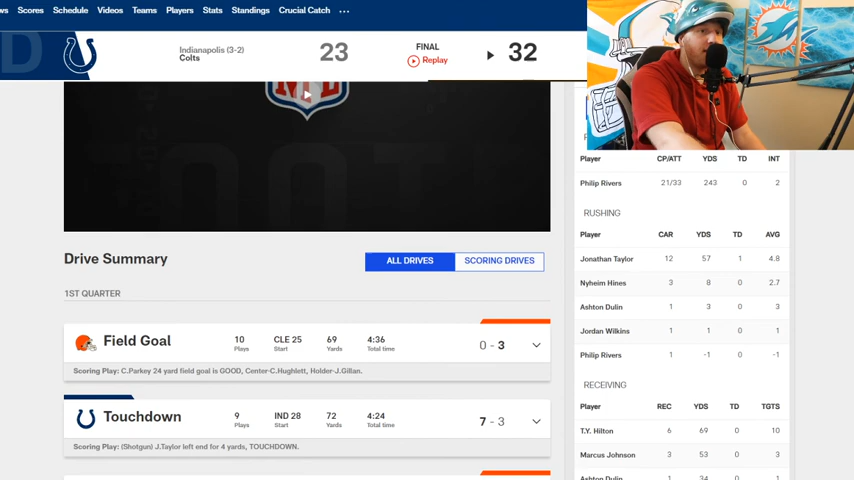 ws Scores Schedule Videos Teams Players Stats Standings Crucial Catch ...
Indianapolis (3-2)
Colts
23
FINAL
Replay
32
Drive Summary
ALL DRIVES SCORING DRIVES
1ST QUARTER
Field Goal
10 CLE 25 69 4:36
Plays Start Yards Total time
0 - 3
Scoring Play: C.Parkey 24 yard field goal is GOOD, Center-C.Hughlett, Holder-J.Gillan.
Touchdown
9 IND 28 72 4:24
Plays Start Yards Total time
7 - 3
Scoring Play: (Shotgun) J.Taylor left end for 4 yards, TOUCHDOWN.
Player CP/ATT YDS TD INT
Philip Rivers 21/33 243 0 2
RUSHING
Player CAR YDS TD AVG
Jonathan Taylor 12 57 1 4.8
Nyheim Hines 3 8 0 2.7
Ashton Dulin 1 3 0 3
Jordan Wilkins 1 1 0 1
Philip Rivers 1 -1 0 -1
RECEIVING
Player REC YDS TD TGTS
T.Y. Hilton 6 69 0 10
Marcus Johnson 3 53 0 3
Ashton Dulin 1 34 0 1